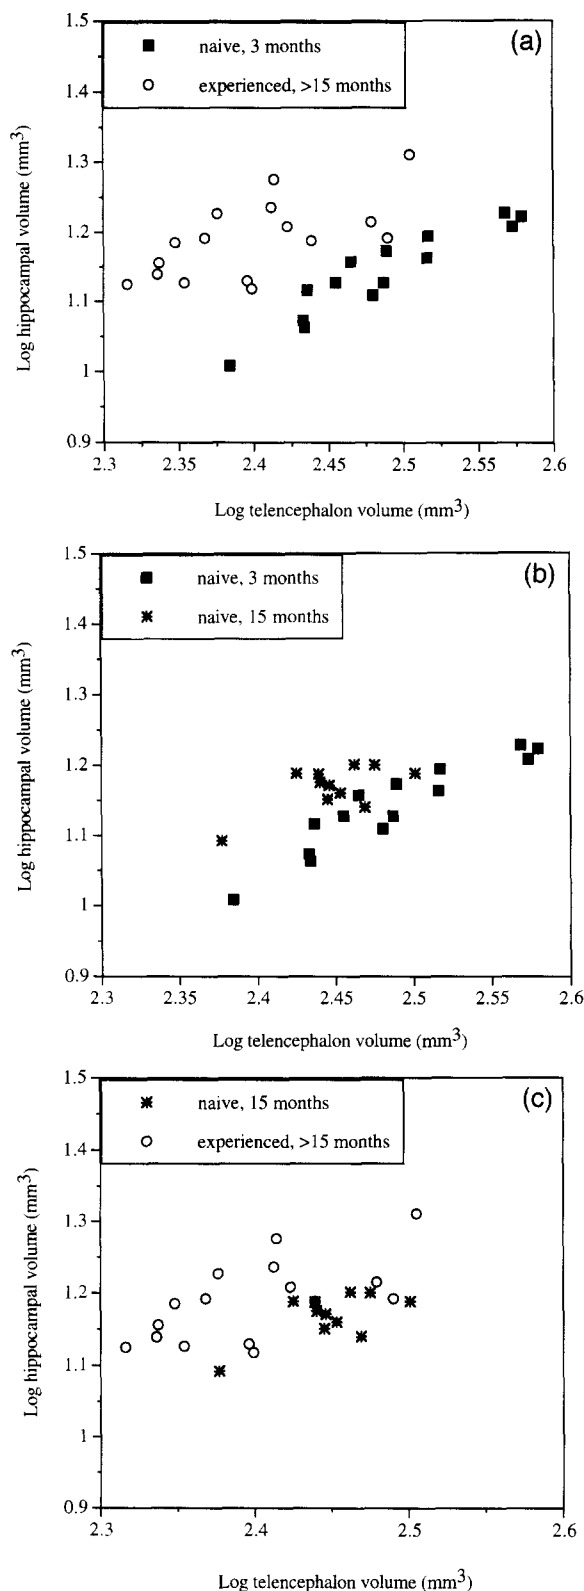 (a)
naive, 3 months
experienced, >15 months
1.5
1.4
1.3
1.2
1.1
1
0.9
Log hippocampal volume (mm3)
2.3
2.35
2.4
2.45
2.5
2.55
2.6
Log telencephalon volume (mm3)
(b)
naive, 3 months
naive, 15 months
1.5
1.4
1.3
1.2
1.1
1
0.9
Log hippocampal volume (mm3)
2.3
2.35
2.4
2.45
2.5
2.55
2.6
Log telencephalon volume (mm3)
(c)
naive, 15 months
experienced, >15 months
1.5
1.4
1.3
1.2
1.1
1
0.9
Log hippocampal volume (mm3)
2.3
2.4
2.5
2.6
Log telencephalon volume (mm3)